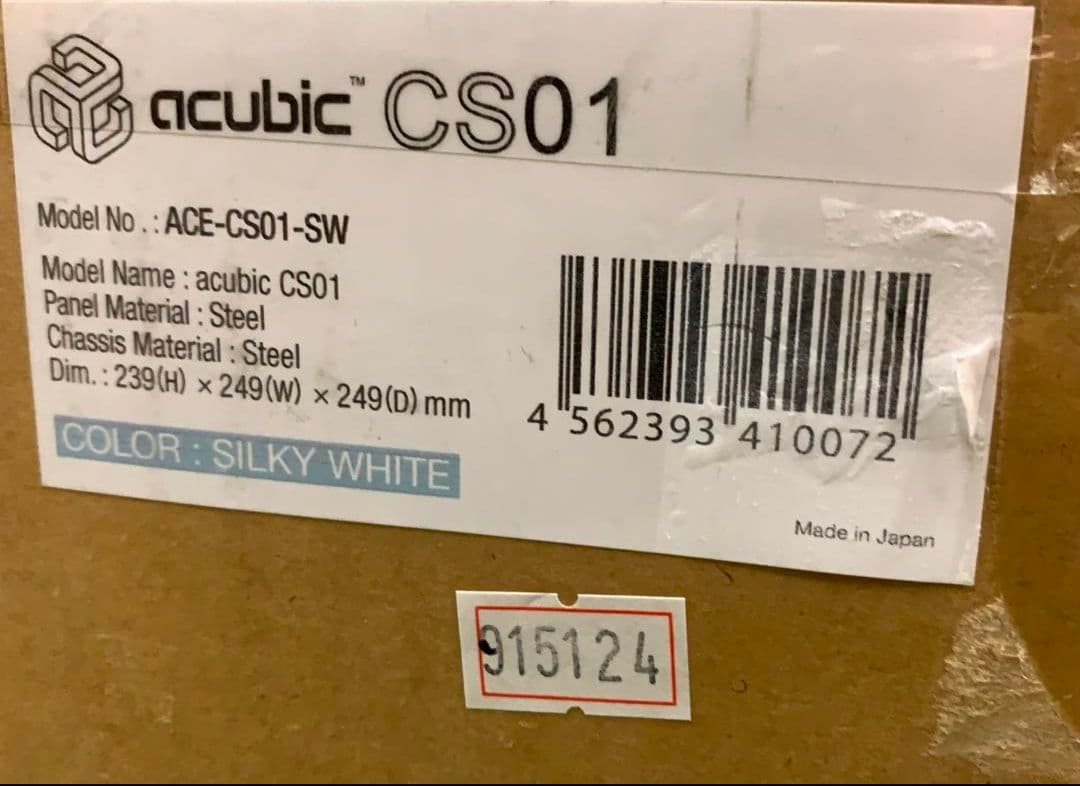 acubic™ CS01
Model No.: ACE-CS01-SW
Model Name : acubic CS01
Panel Material : Steel
Chassis Material : Steel
Dim. : 239(H) × 249(W) × 249(D) mm
COLOR : SILKY WHITE
4 562393 410072
Made in Japan
915124